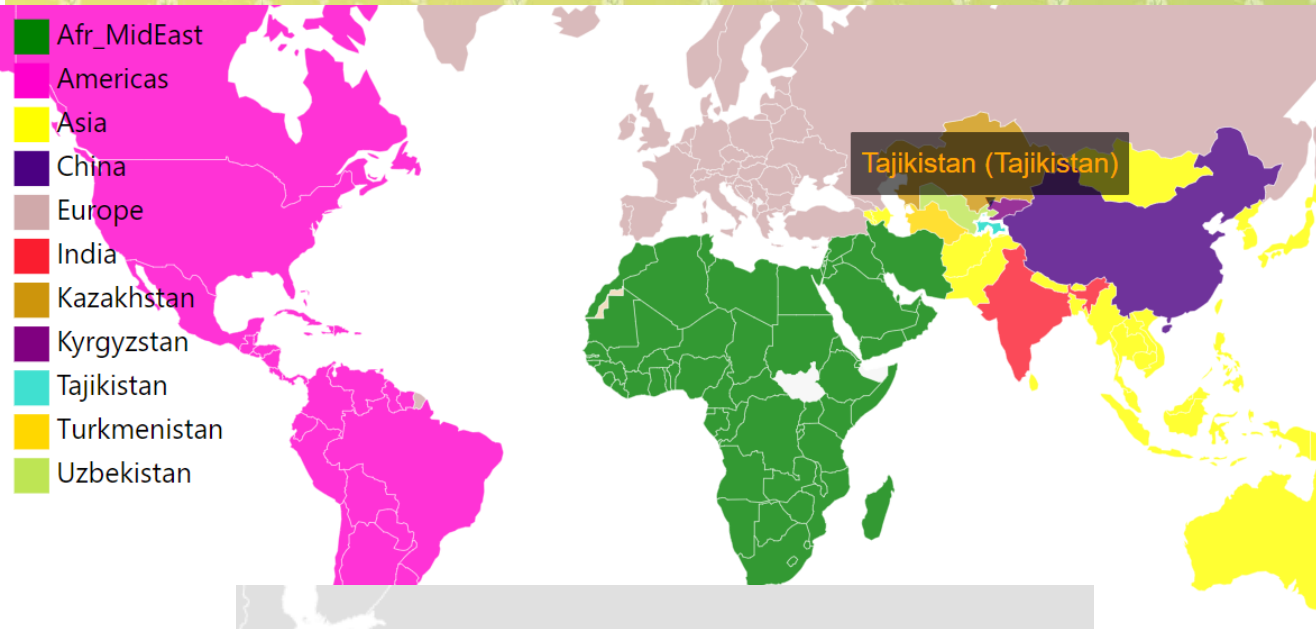 Afr_MidEast
Americas
Asia
China
Europe
India
Kazakhstan
Kyrgyzstan
Tajikistan
Turkmenistan
Uzbekistan
Tajikistan (Tajikistan)